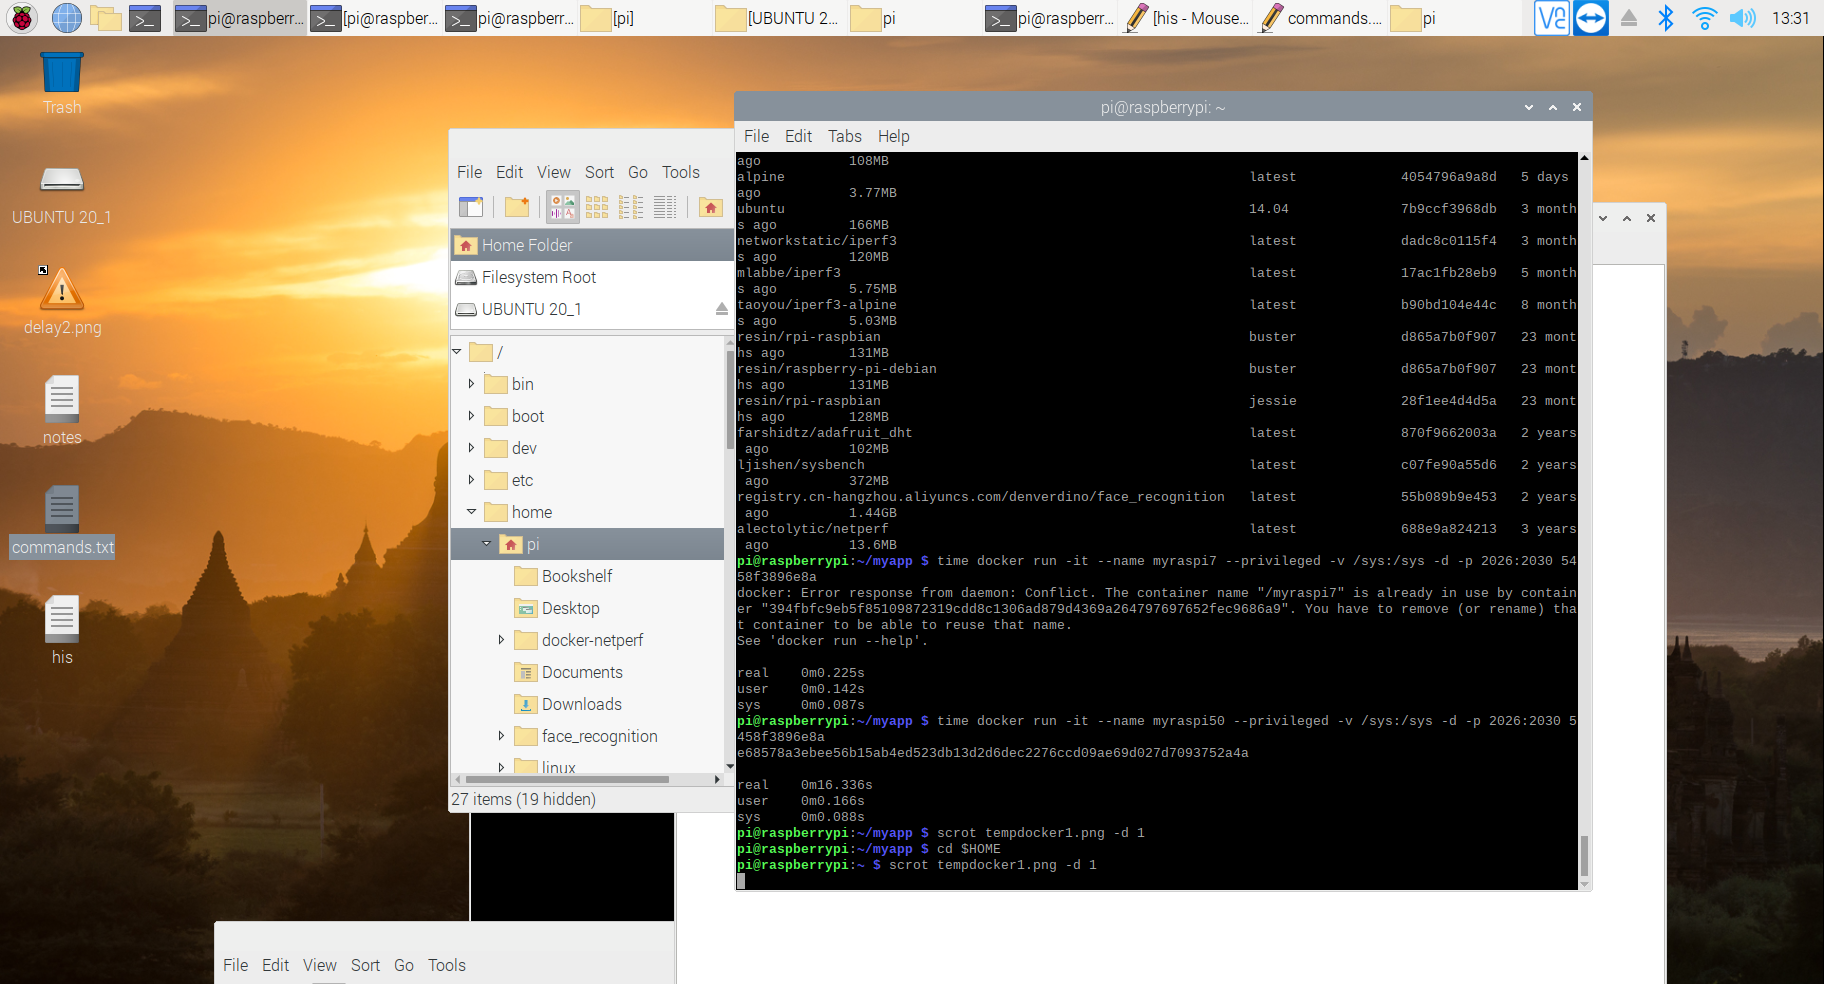 pi@raspberr...
[pi@raspber...
pi@raspberr...
[pi]
[UBUNTU 2...
pi
pi@raspberr...
[his - Mouse...
commands....
pi
13:31
Trash
UBUNTU 20_1
delay2.png
notes
commands.txt
his
File Edit View Sort Go Tools
Home Folder
Filesystem Root
UBUNTU 20_1
/
bin
boot
dev
etc
home
pi
Bookshelf
Desktop
docker-netperf
Documents
Downloads
face_recognition
linux
27 items (19 hidden)
pi@raspberrypi: ~
File Edit Tabs Help
ago 108MB
alpine latest 4054796a9a8d 5 days
ago 3.77MB
ubuntu 14.04 7b9ccf3968db 3 month
s ago 166MB
networkstatic/iperf3 latest dadc8c0115f4 3 month
s ago 120MB
mlabbe/iperf3 latest 17ac1fb28eb9 5 month
s ago 5.75MB
taoyou/iperf3-alpine latest b90bd104e44c 8 month
s ago 5.03MB
resin/rpi-raspbian buster d865a7b0f907 23 mont
hs ago 131MB
resin/raspberry-pi-debian buster d865a7b0f907 23 mont
hs ago 131MB
resin/rpi-raspbian jessie 28f1ee4d4d5a 23 mont
hs ago 128MB
farshidtz/adafruit_dht latest 870f9662003a 2 years
ago 102MB
ljishen/sysbench latest c07fe90a55d6 2 years
ago 372MB
registry.cn-hangzhou.aliyuncs.com/denverdino/face_recognition latest 55b089b9e453 2 years
ago 1.44GB
alectolytic/netperf latest 688e9a824213 3 years
ago 13.6MB
pi@raspberrypi:~/myapp $ time docker run -it --name myraspi7 --privileged -v /sys:/sys -d -p 2026:2030 54
58f3896e8a
docker: Error response from daemon: Conflict. The container name "/myraspi7" is already in use by contain
er "394fbfc9eb5f85109872319cdd8c1306ad879d4369a264797697652fec9686a9". You have to remove (or rename) tha
t container to be able to reuse that name.
See 'docker run --help'.
real 0m0.225s
user 0m0.142s
sys 0m0.087s
pi@raspberrypi:~/myapp $ time docker run -it --name myraspi50 --privileged -v /sys:/sys -d -p 2026:2030 5
458f3896e8a
e68578a3ebee56b15ab4ed523db13d2d6dec2276ccd09ae69d027d7093752a4a
real 0m16.336s
user 0m0.166s
sys 0m0.088s
pi@raspberrypi:~/myapp $ scrot tempdocker1.png -d 1
pi@raspberrypi:~/myapp $ cd $HOME
pi@raspberrypi:~ $ scrot tempdocker1.png -d 1
File Edit View Sort Go Tools